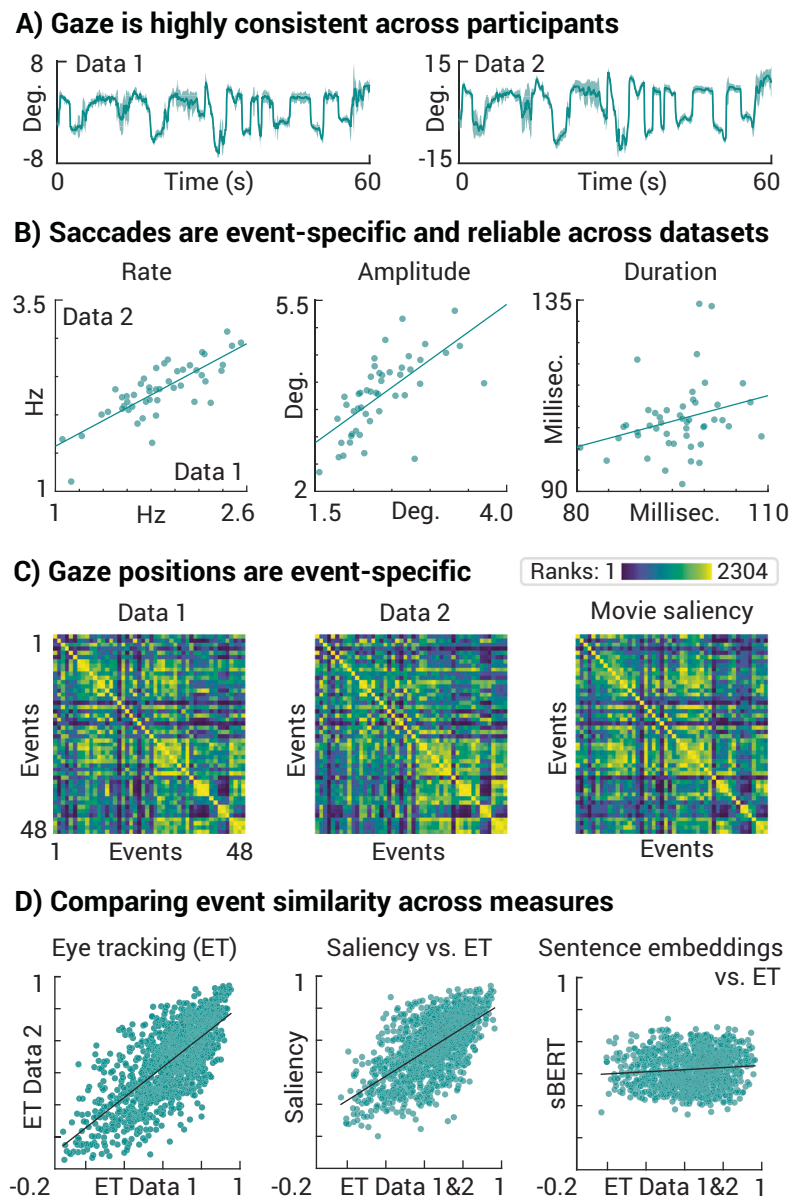 A) Gaze is highly consistent across participants
8 Data 1 15 Data 2
Deg. Deg.
-8 -15
0 Time (s) 60 0 Time (s) 60
B) Saccades are event-specific and reliable across datasets
Rate Amplitude Duration
3.5 5.5 135
Data 2
Hz Deg. Millisec.
Data 1
1 2 90
1 Hz 2.6 1.5 Deg. 4.0 80 Millisec. 110
C) Gaze positions are event-specific Ranks: 1 2304
Data 1 Data 2 Movie saliency
1
Events Events Events
48
1 Events 48 Events Events
D) Comparing event similarity across measures
Eye tracking (ET) Saliency vs. ET Sentence embeddings
vs. ET
1 1 1
ET Data 2 Saliency sBERT
-0.2 ET Data 1 1 -0.2 ET Data 1&2 1 -0.2 ET Data 1&2 1